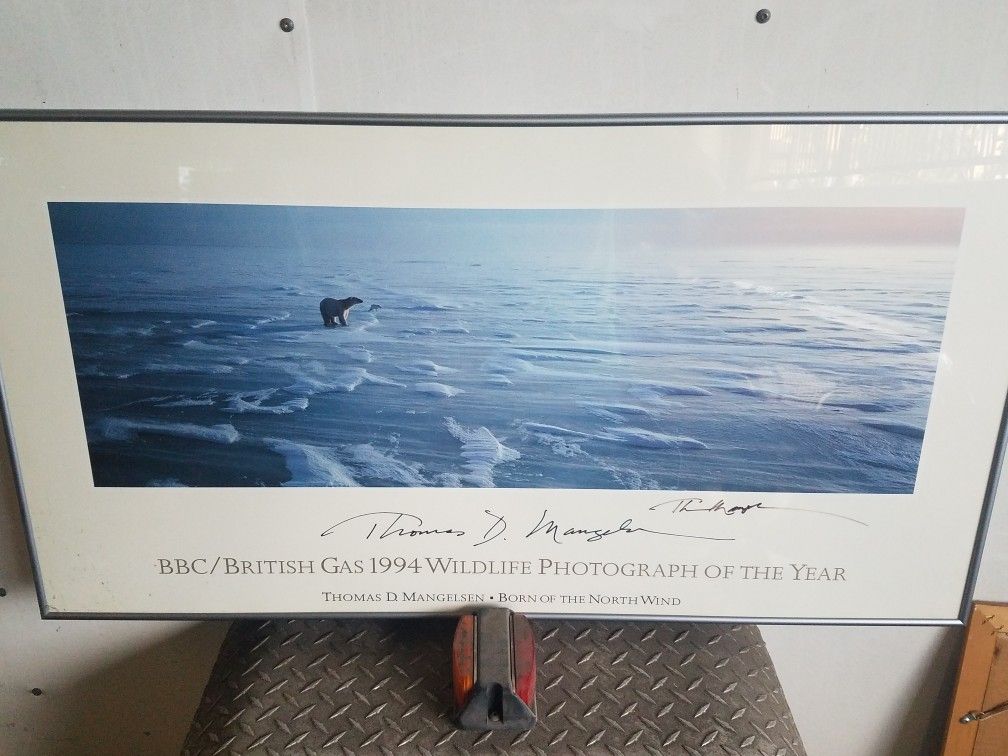 Thomas D. Mangelsen
BBC/British Gas 1994 Wildlife Photograph of the Year
Thomas D. Mangelsen • Born of the North Wind